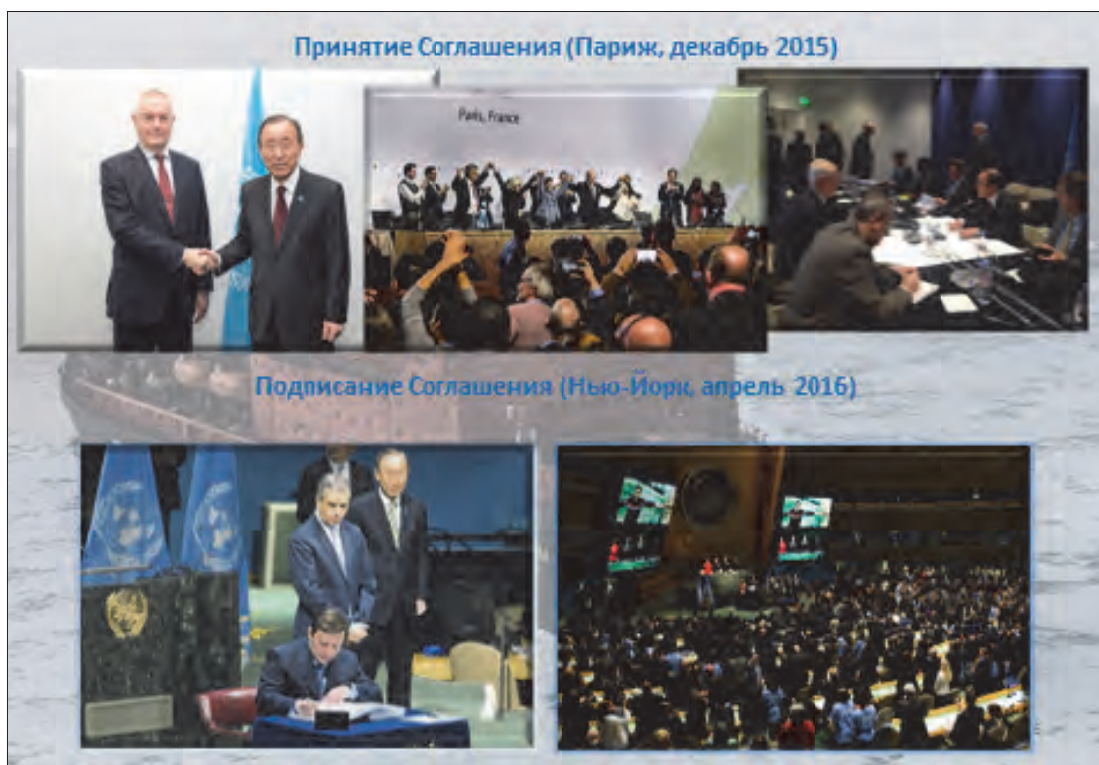 Принятие Соглашения (Париж, декабрь 2015)
Paris, France
Подписание Соглашения (Нью-Йорк, апрель 2016)